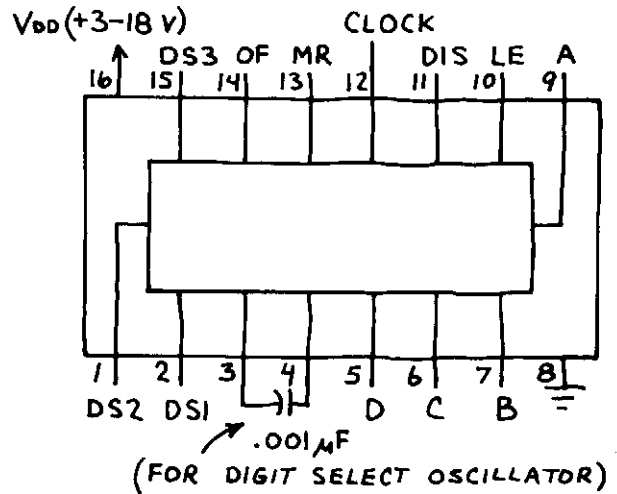 VDD (+3-18 V) CLOCK
DS3 OF MR DIS LE A
16 15 14 13 12 11 10 9
1 2 3 4 5 6 7 8
DS2 DS1 D C B
.001µF
(FOR DIGIT SELECT OSCILLATOR)